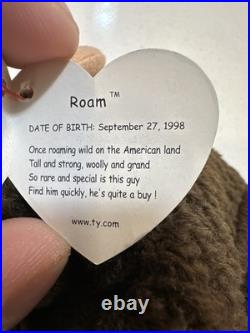 Roam™
DATE OF BIRTH: September 27, 1998
Once roaming wild on the American land
Tall and strong, woolly and grand
So rare and special is this guy
Find him quickly, he's quite a buy !
www.ty.com